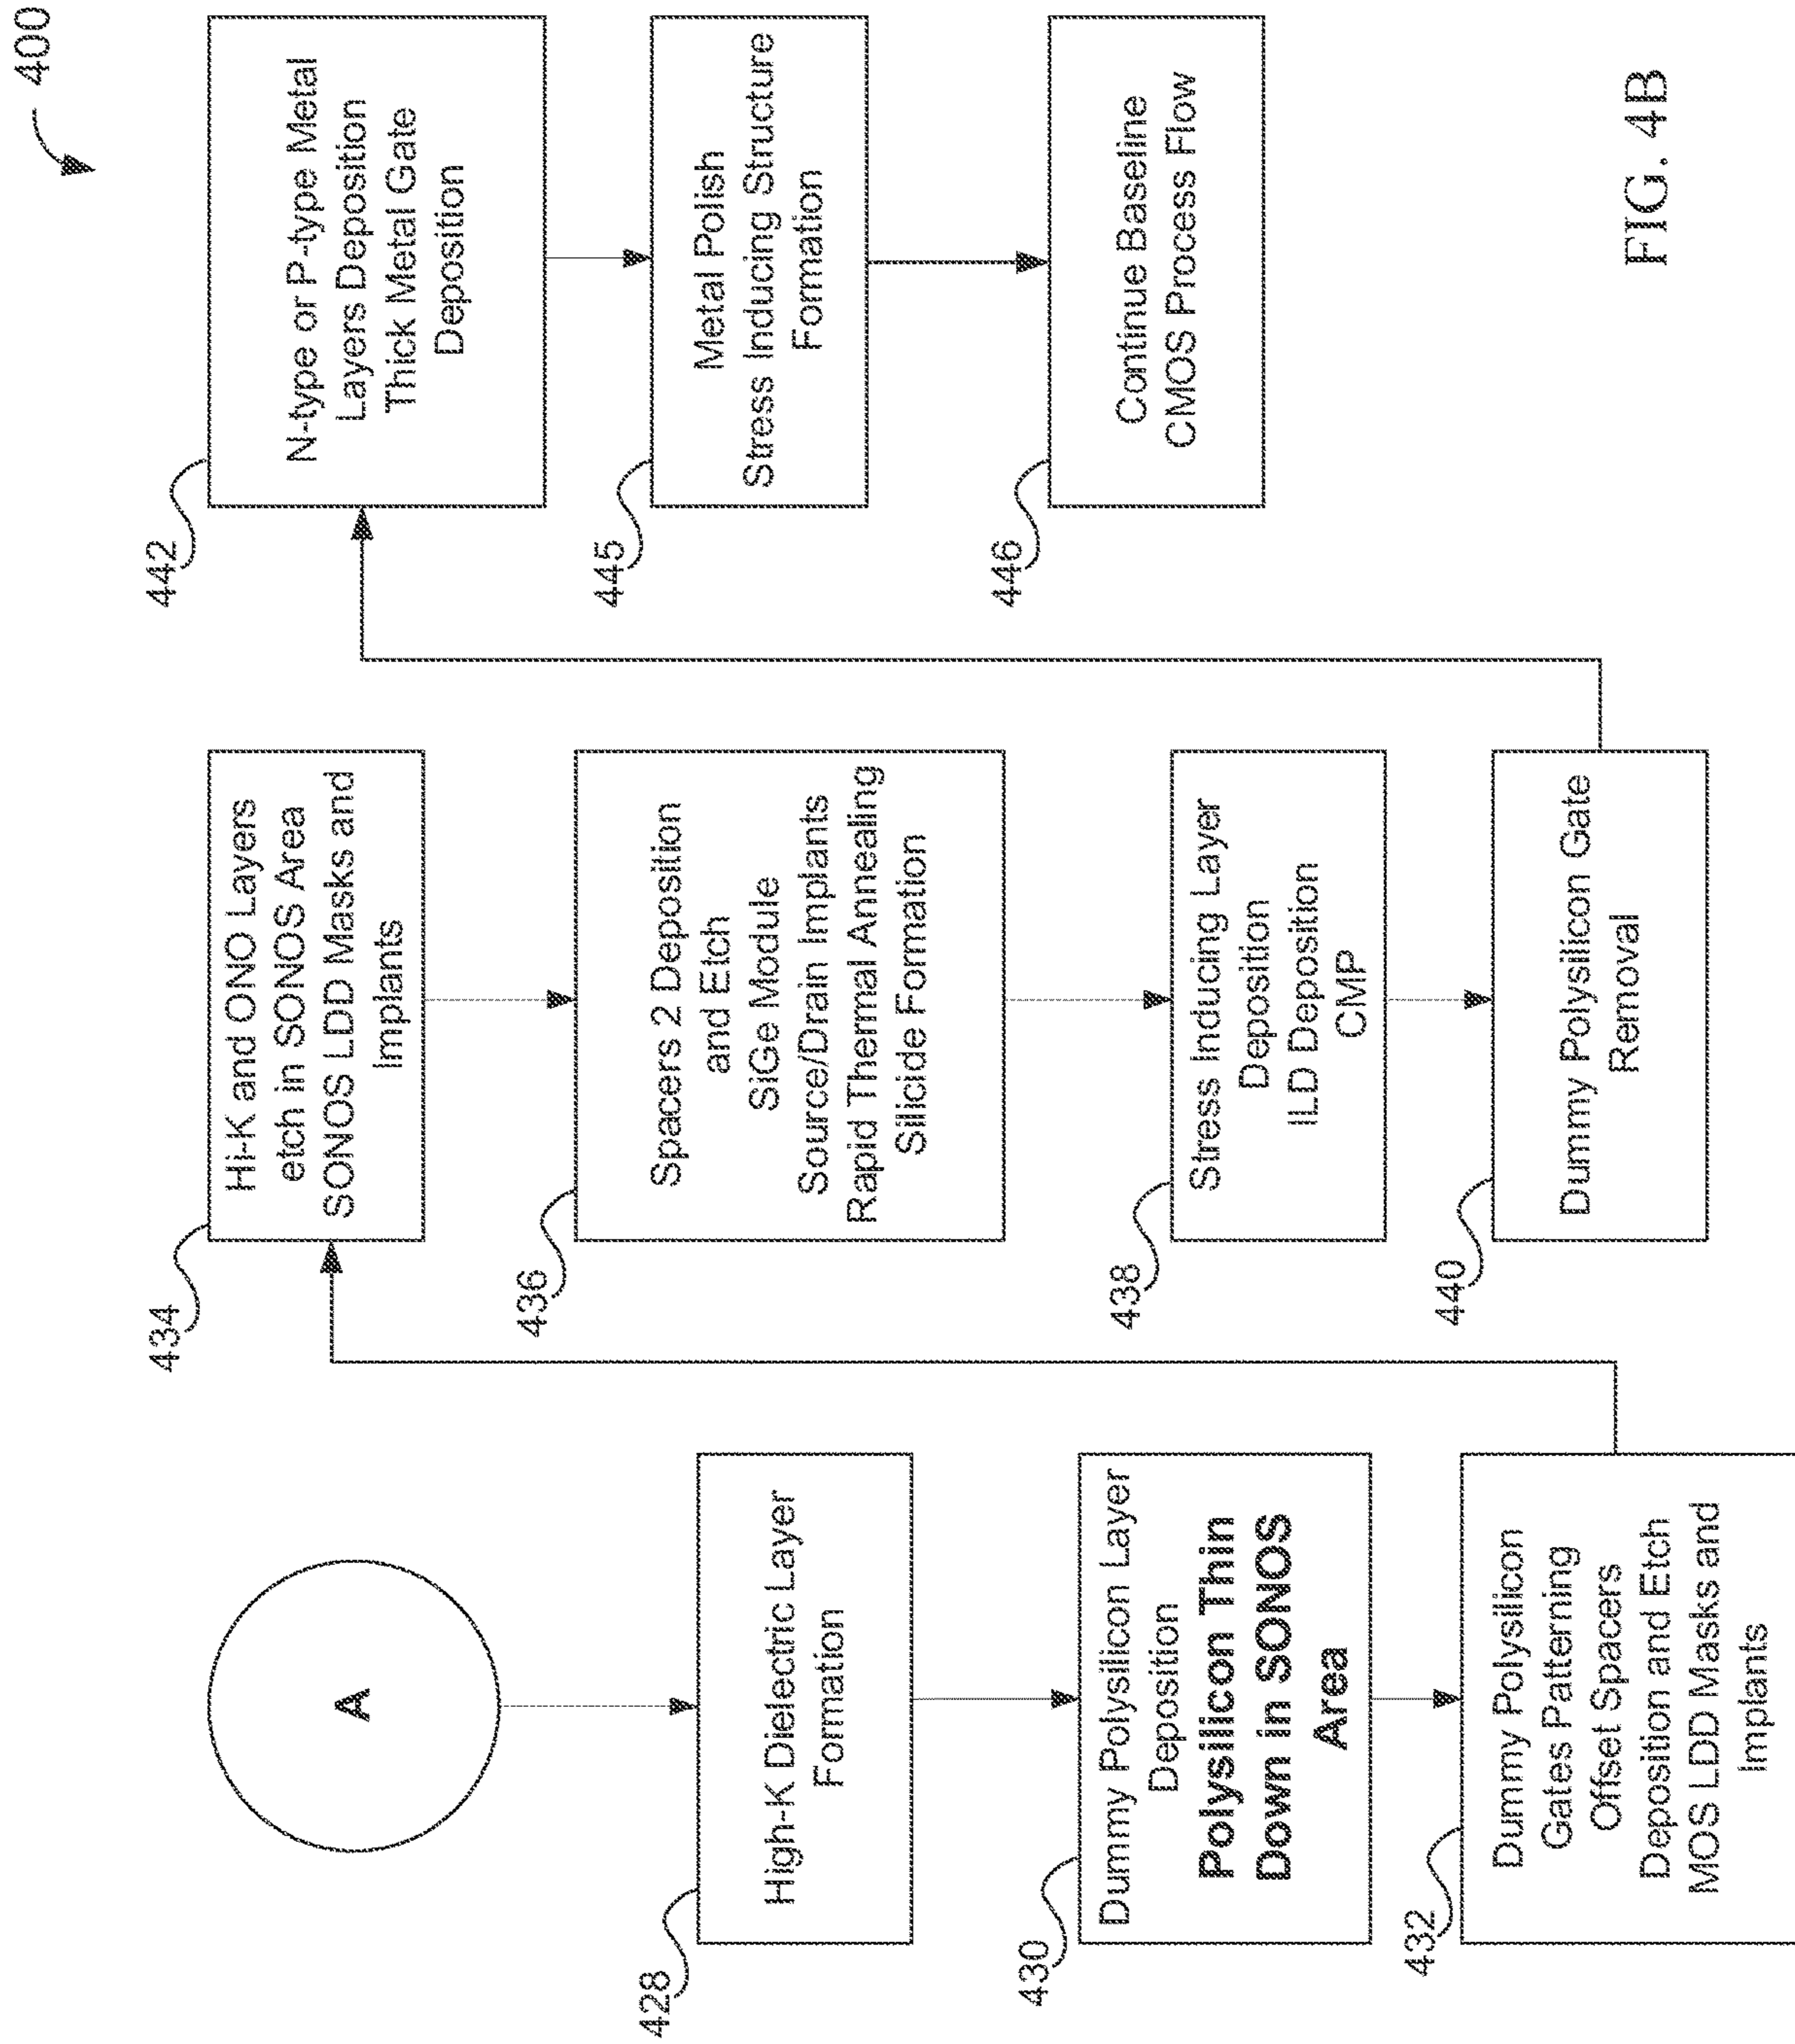 400
A
428
High-K Dielectric Layer
Formation
430
Dummy Polysilicon Layer
Deposition
Polysilicon Thin
Down in SONOS
Area
432
Dummy Polysilicon
Gates Patterning
Offset Spacers
Deposition and Etch
MOS LDD Masks and
Implants
434
Hi-K and ONO Layers
etch in SONOS Area
SONOS LDD Masks and
Implants
436
Spacers 2 Deposition
and Etch
SiGe Module
Source/Drain Implants
Rapid Thermal Annealing
Silicide Formation
438
Stress Inducing Layer
Deposition
ILD Deposition
CMP
440
Dummy Polysilicon Gate
Removal
442
N-type or P-type Metal
Layers Deposition
Thick Metal Gate
Deposition
445
Metal Polish
Stress Inducing Structure
Formation
446
Continue Baseline
CMOS Process Flow
FIG. 4B